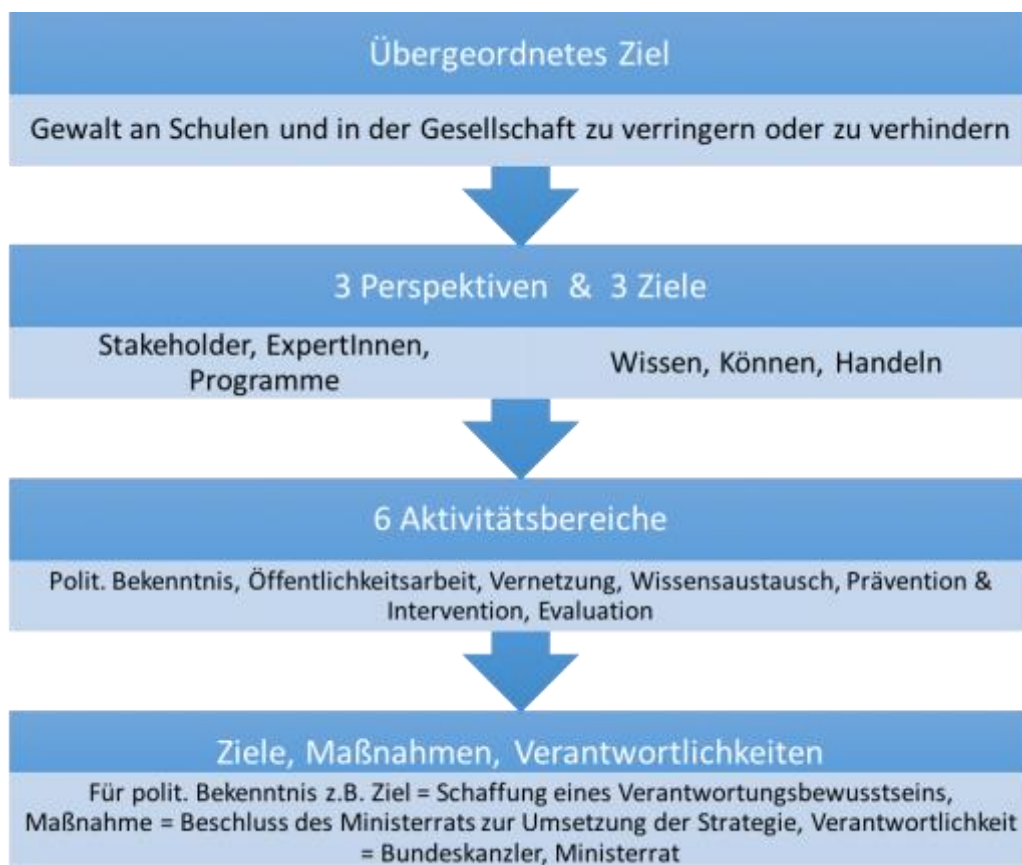 Übergeordnetes Ziel
Gewalt an Schulen und in der Gesellschaft zu verringern oder zu verhindern
3 Perspektiven & 3 Ziele
Stakeholder, ExpertInnen,
Programme
Wissen, Können, Handeln
6 Aktivitätsbereiche
Polit. Bekenntnis, Öffentlichkeitsarbeit, Vernetzung, Wissensaustausch, Prävention &
Intervention, Evaluation
Ziele, Maßnahmen, Verantwortlichkeiten
Für polit. Bekenntnis z.B. Ziel = Schaffung eines Verantwortungsbewusstseins,
Maßnahme = Beschluss des Ministerrats zur Umsetzung der Strategie, Verantwortlichkeit
= Bundeskanzler, Ministerrat